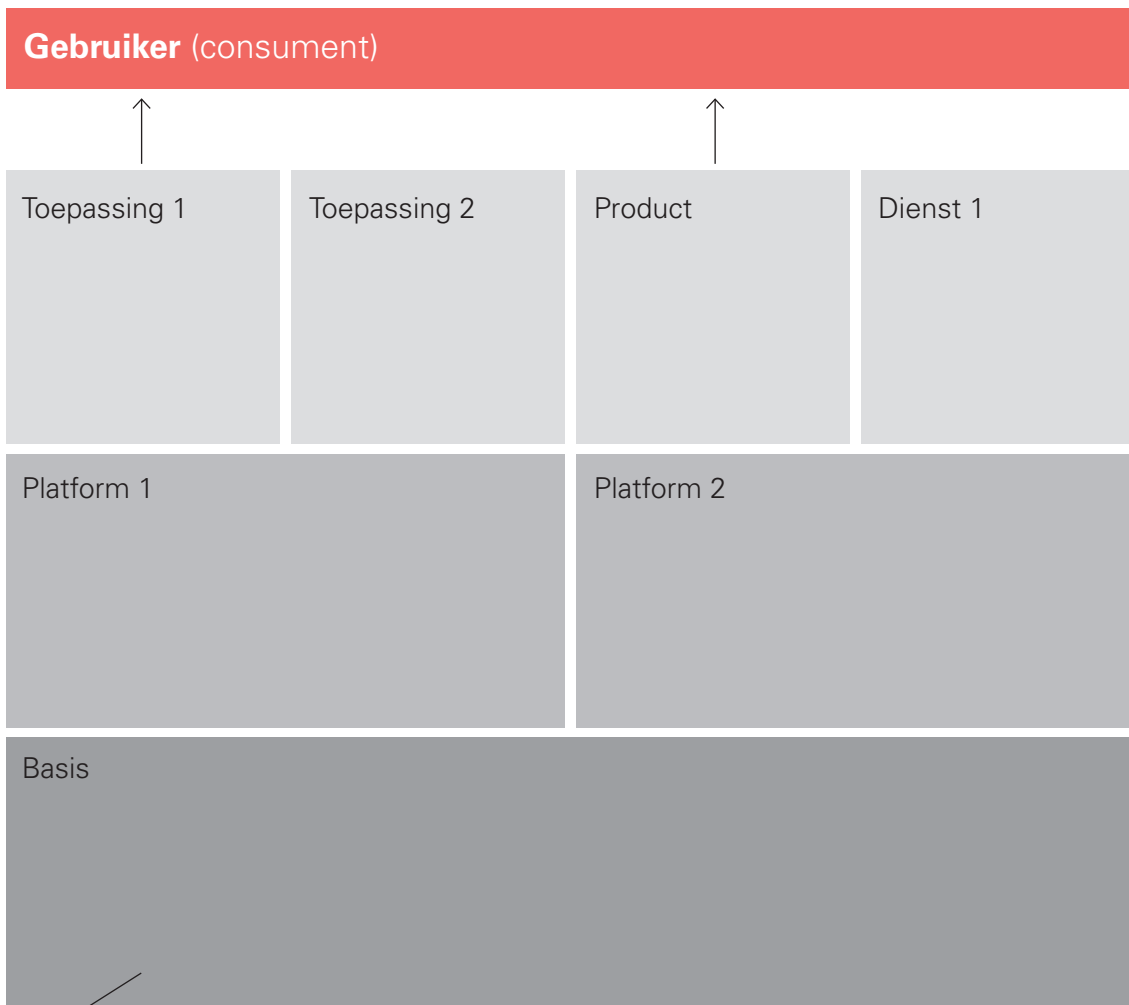 Gebruiker (consument)
Toepassing 1
Toepassing 2
Product
Dienst 1
Platform 1
Platform 2
Basis